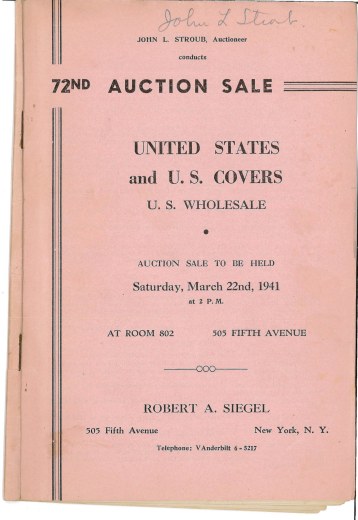 John L Stroub.
JOHN L. STROUB, Auctioneer
conducts
72ND AUCTION SALE
UNITED STATES
and U. S. COVERS
U. S. WHOLESALE
•
AUCTION SALE TO BE HELD
Saturday, March 22nd, 1941
at 2 P. M.
AT ROOM 802 505 FIFTH AVENUE
ROBERT A. SIEGEL
505 Fifth Avenue New York, N. Y.
Telephone: VAnderbilt 6 - 5217